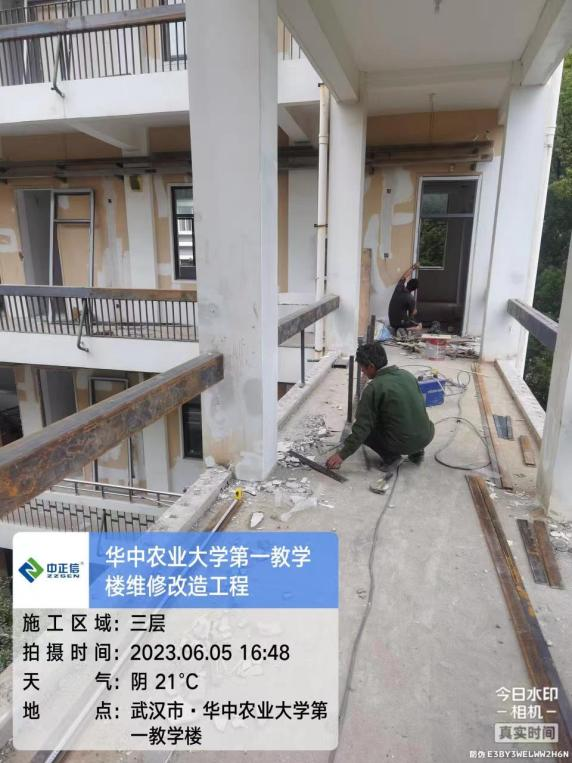 中正信
ZZGEN
华中农业大学第一教学
楼维修改造工程
施工区域：三层
拍摄时间：2023.06.05 16:48
天气：阴 21℃
地点：武汉市·华中农业大学第
一教学楼
今日水印
相机
真实时间
防伪 E3BY3WELWW2H6N